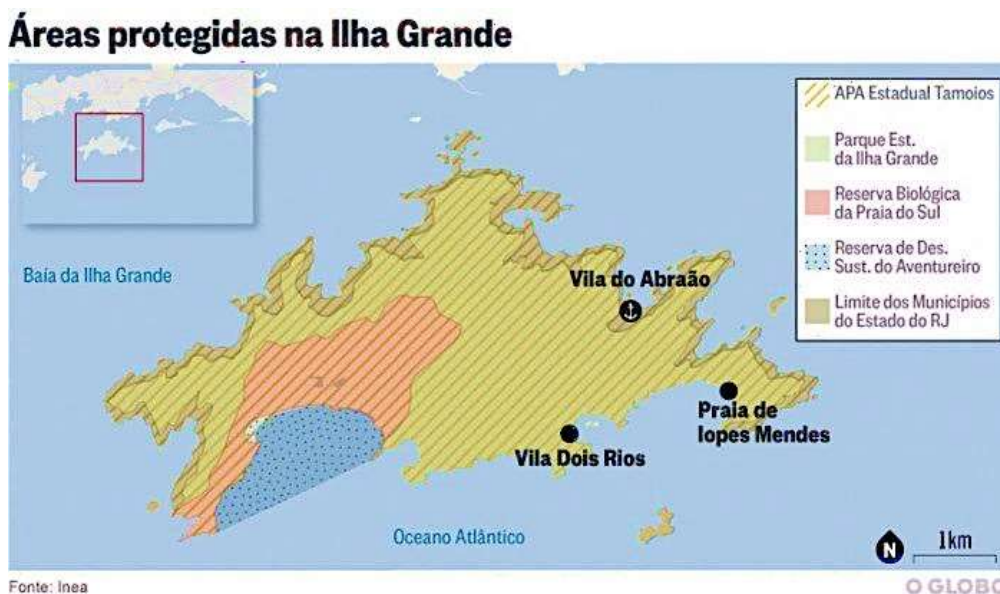 Áreas protegidas na Ilha Grande
APA Estadual Tamoios
Parque Est.
da Ilha Grande
Reserva Biológica
da Praia do Sul
Reserva de Des.
Sust. do Aventureiro
Limite dos Municípios
do Estado do RJ
Baía da Ilha Grande
Vila do Abraão
Praia de
lopes Mendes
Vila Dois Rios
Oceano Atlântico
N
1km
Fonte: Inea
O GLOBO